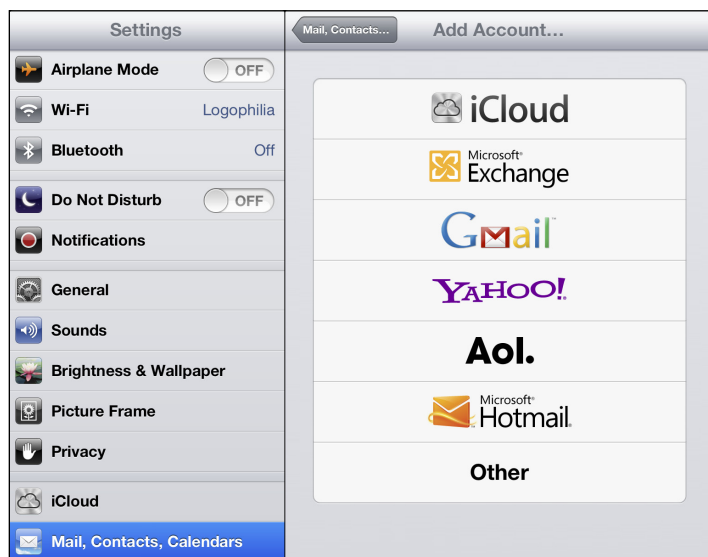 Settings
Airplane Mode OFF
Wi-Fi Logophilia
Bluetooth Off
Do Not Disturb OFF
Notifications
General
Sounds
Brightness & Wallpaper
Picture Frame
Privacy
iCloud
Mail, Contacts, Calendars
Mail, Contacts... Add Account...
iCloud
Microsoft®
Exchange
Gmail™
YAHOO!®
Aol.
Microsoft®
Hotmail®
Other